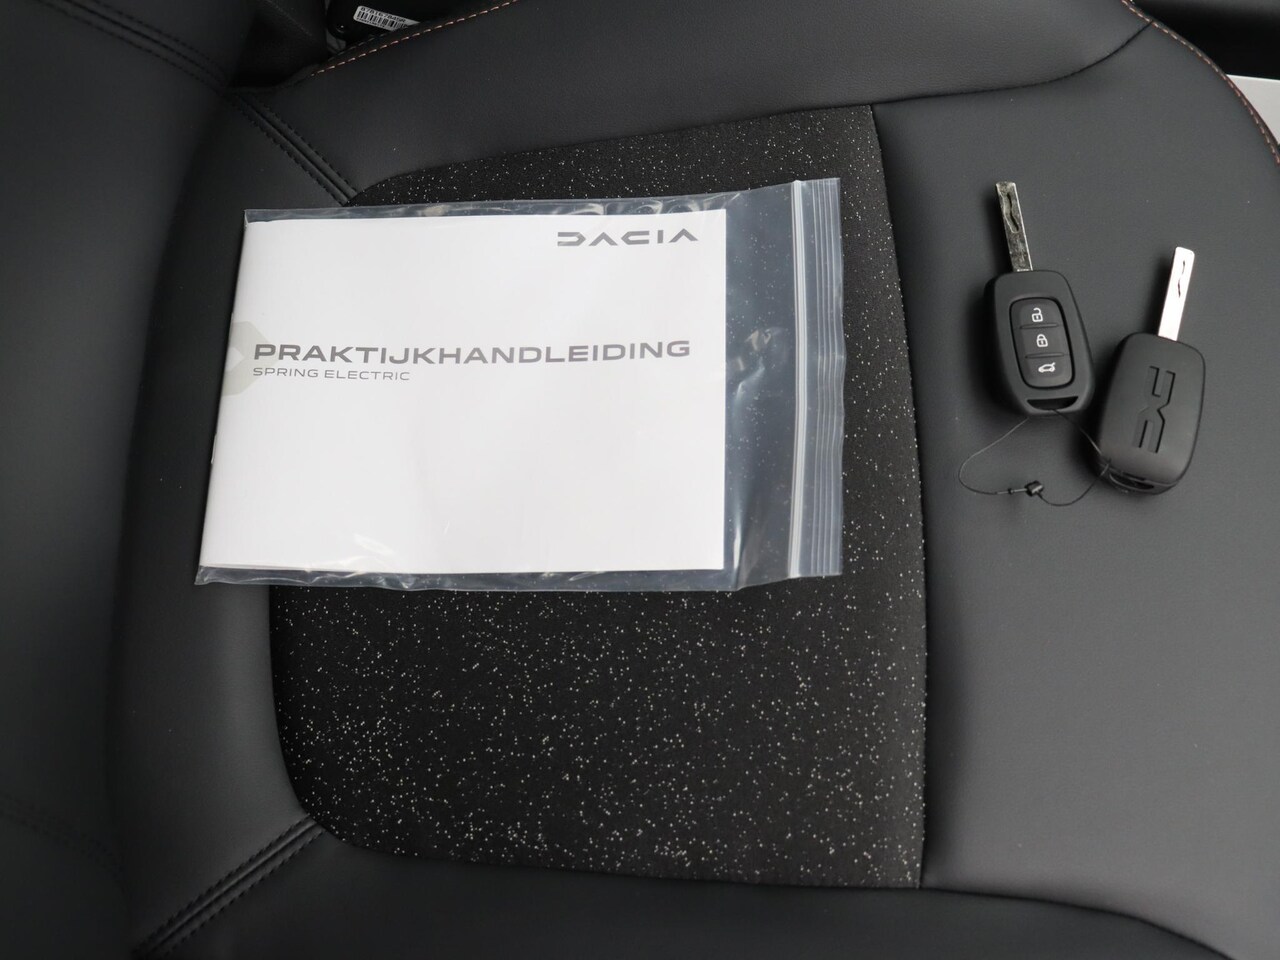 DACIA
PRAKTIJKHANDLEIDING
SPRING ELECTRIC